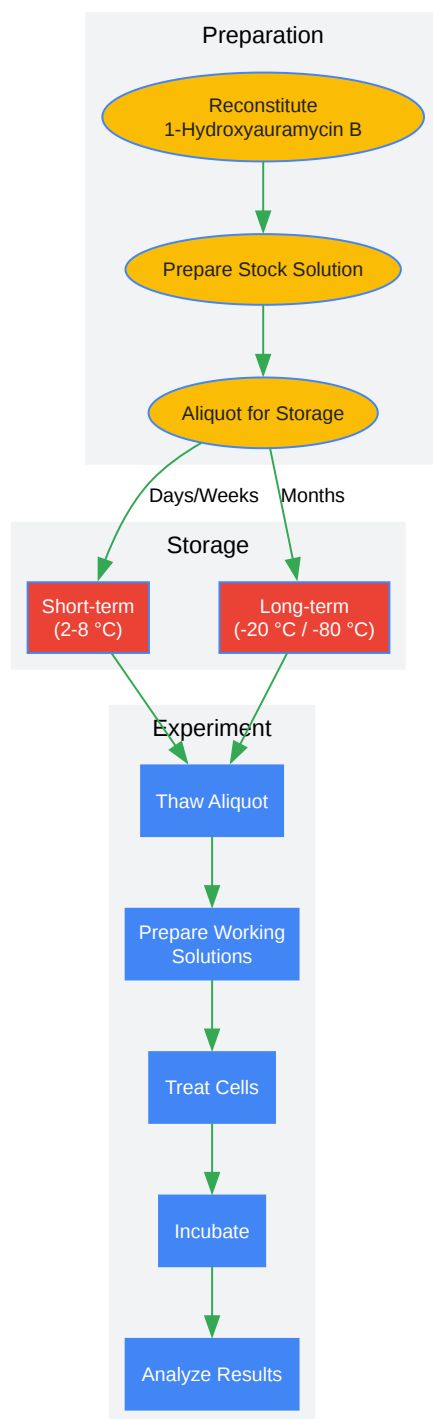 Preparation
Reconstitute
1-Hydroxyauramycin B
Prepare Stock Solution
Aliquot for Storage
Days/Weeks
Months
Storage
Short-term
(2-8 °C)
Long-term
(-20 °C / -80 °C)
Experiment
Thaw Aliquot
Prepare Working
Solutions
Treat Cells
Incubate
Analyze Results